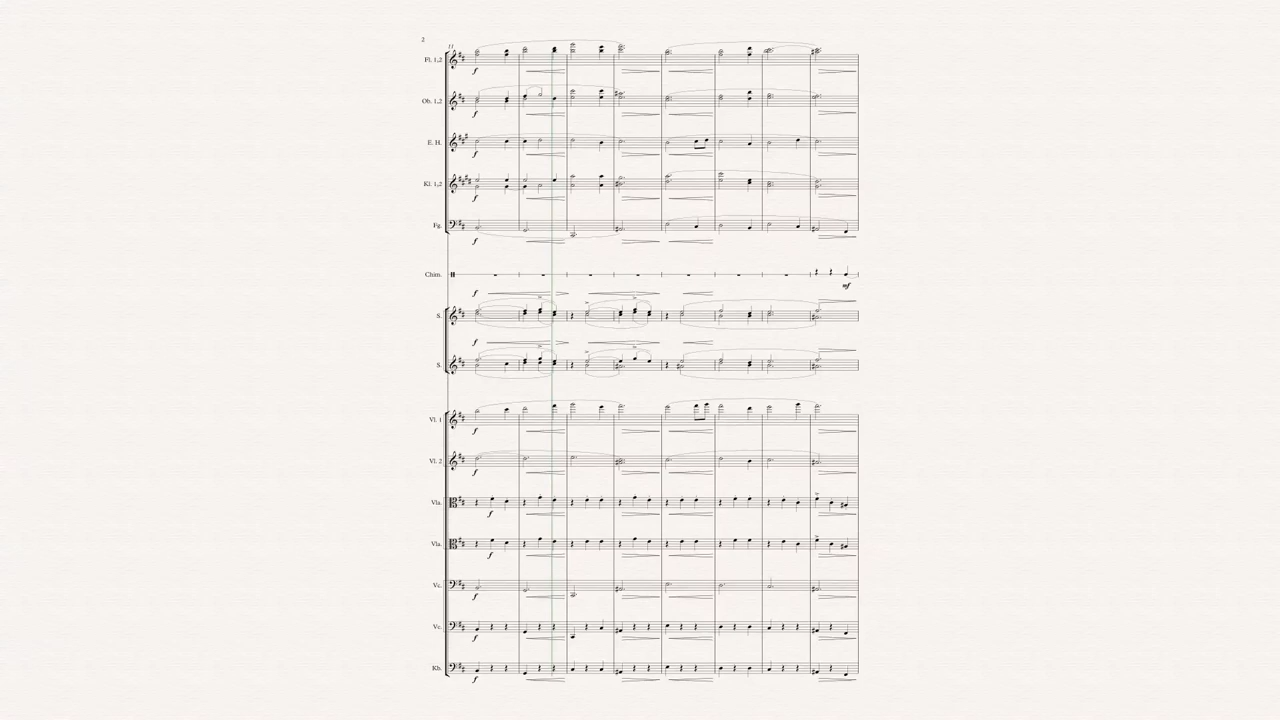 2
11
Fl. 1,2
f
Ob. 1,2
f
E. H.
f
Kl. 1,2
f
Fg.
f
Chim.
mf
f
S.
f
S.
Vl. 1
f
Vl. 2
f
Vla.
f
Vla.
f
Vc.
f
Vc.
f
Kb.
f